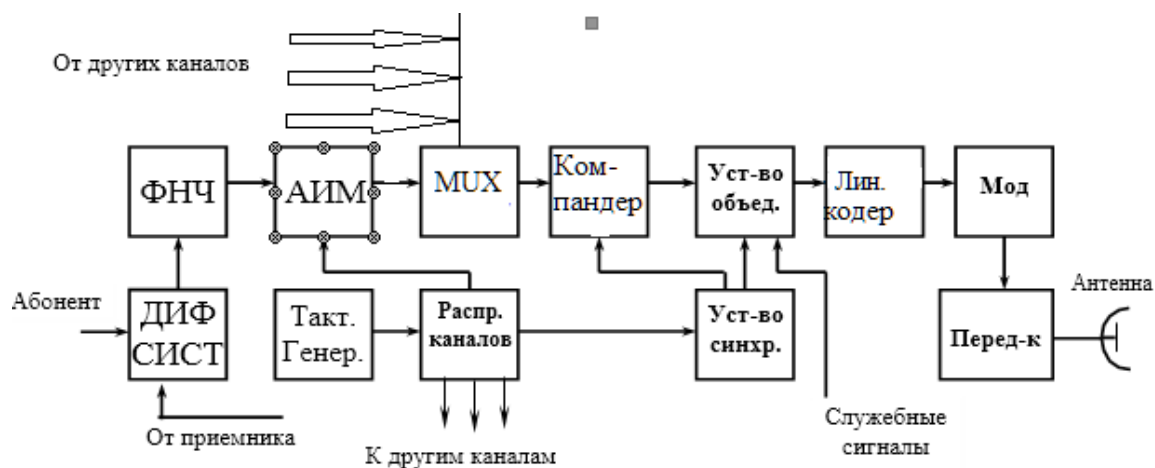 От других каналов
ФНЧ
АИМ
MUX
Ком-
пандер
Уст-во
объед.
Лин.
кодер
Мод
Абонент
ДИФ
СИСТ
Такт.
Генер.
Распр.
каналов
Уст-во
синхр.
Перед-к
Антенна
От приемника
К другим каналам
Служебные
сигналы